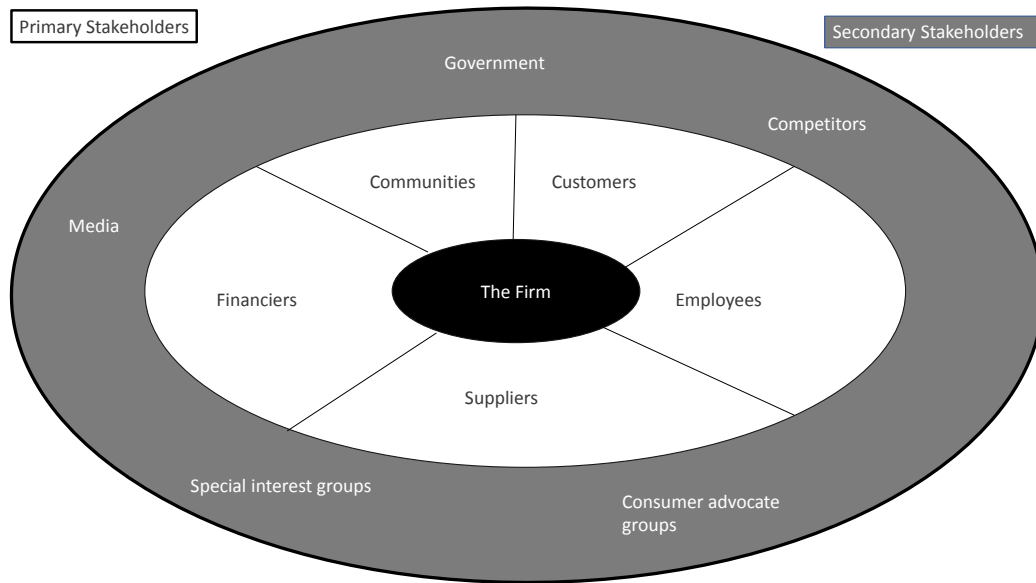 Primary Stakeholders
Secondary Stakeholders
Government
Competitors
Communities
Customers
Media
Financiers
The Firm
Employees
Suppliers
Special interest groups
Consumer advocate
groups